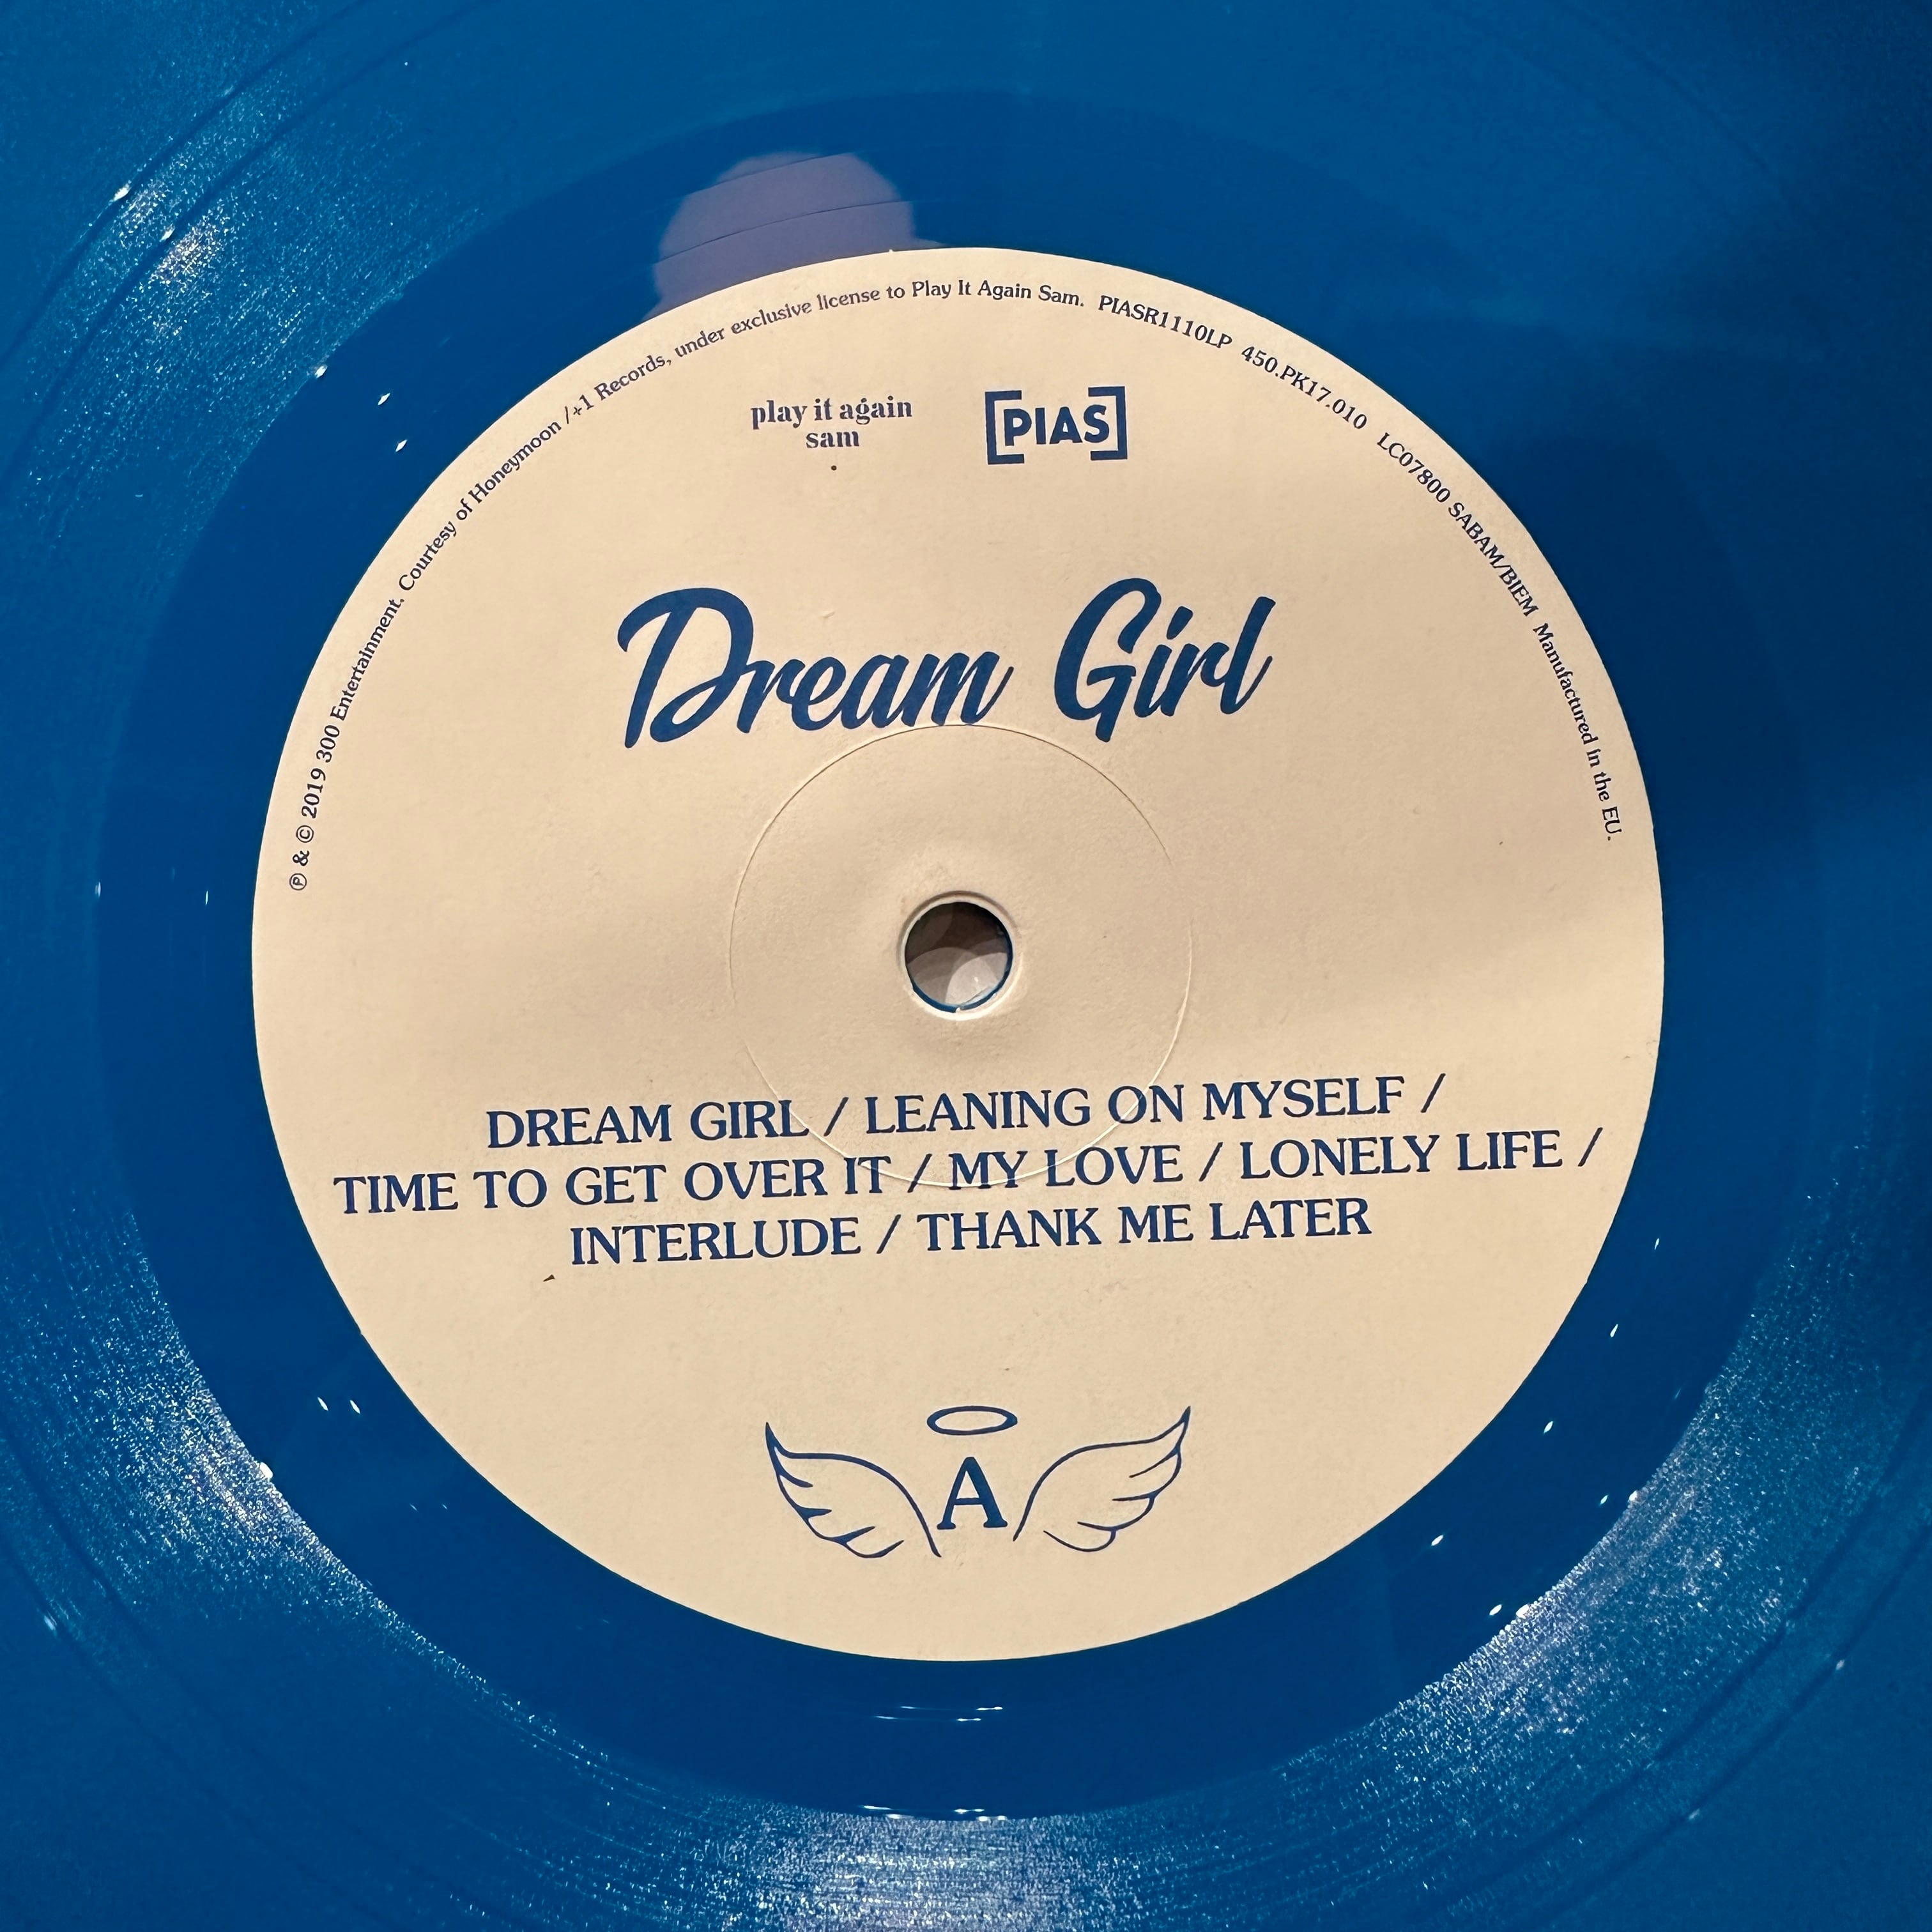 ℗ & © 2019 300 Entertainment. Courtesy of Honeymoon /+1 Records, under exclusive license to Play It Again Sam. PIASR1110LP 450.PK17.010 LC07800 SABAM/BIEM Manufactured in the EU.
play it again
sam
[PIAS]
Dream Girl
DREAM GIRL / LEANING ON MYSELF /
TIME TO GET OVER IT / MY LOVE / LONELY LIFE /
INTERLUDE / THANK ME LATER
A